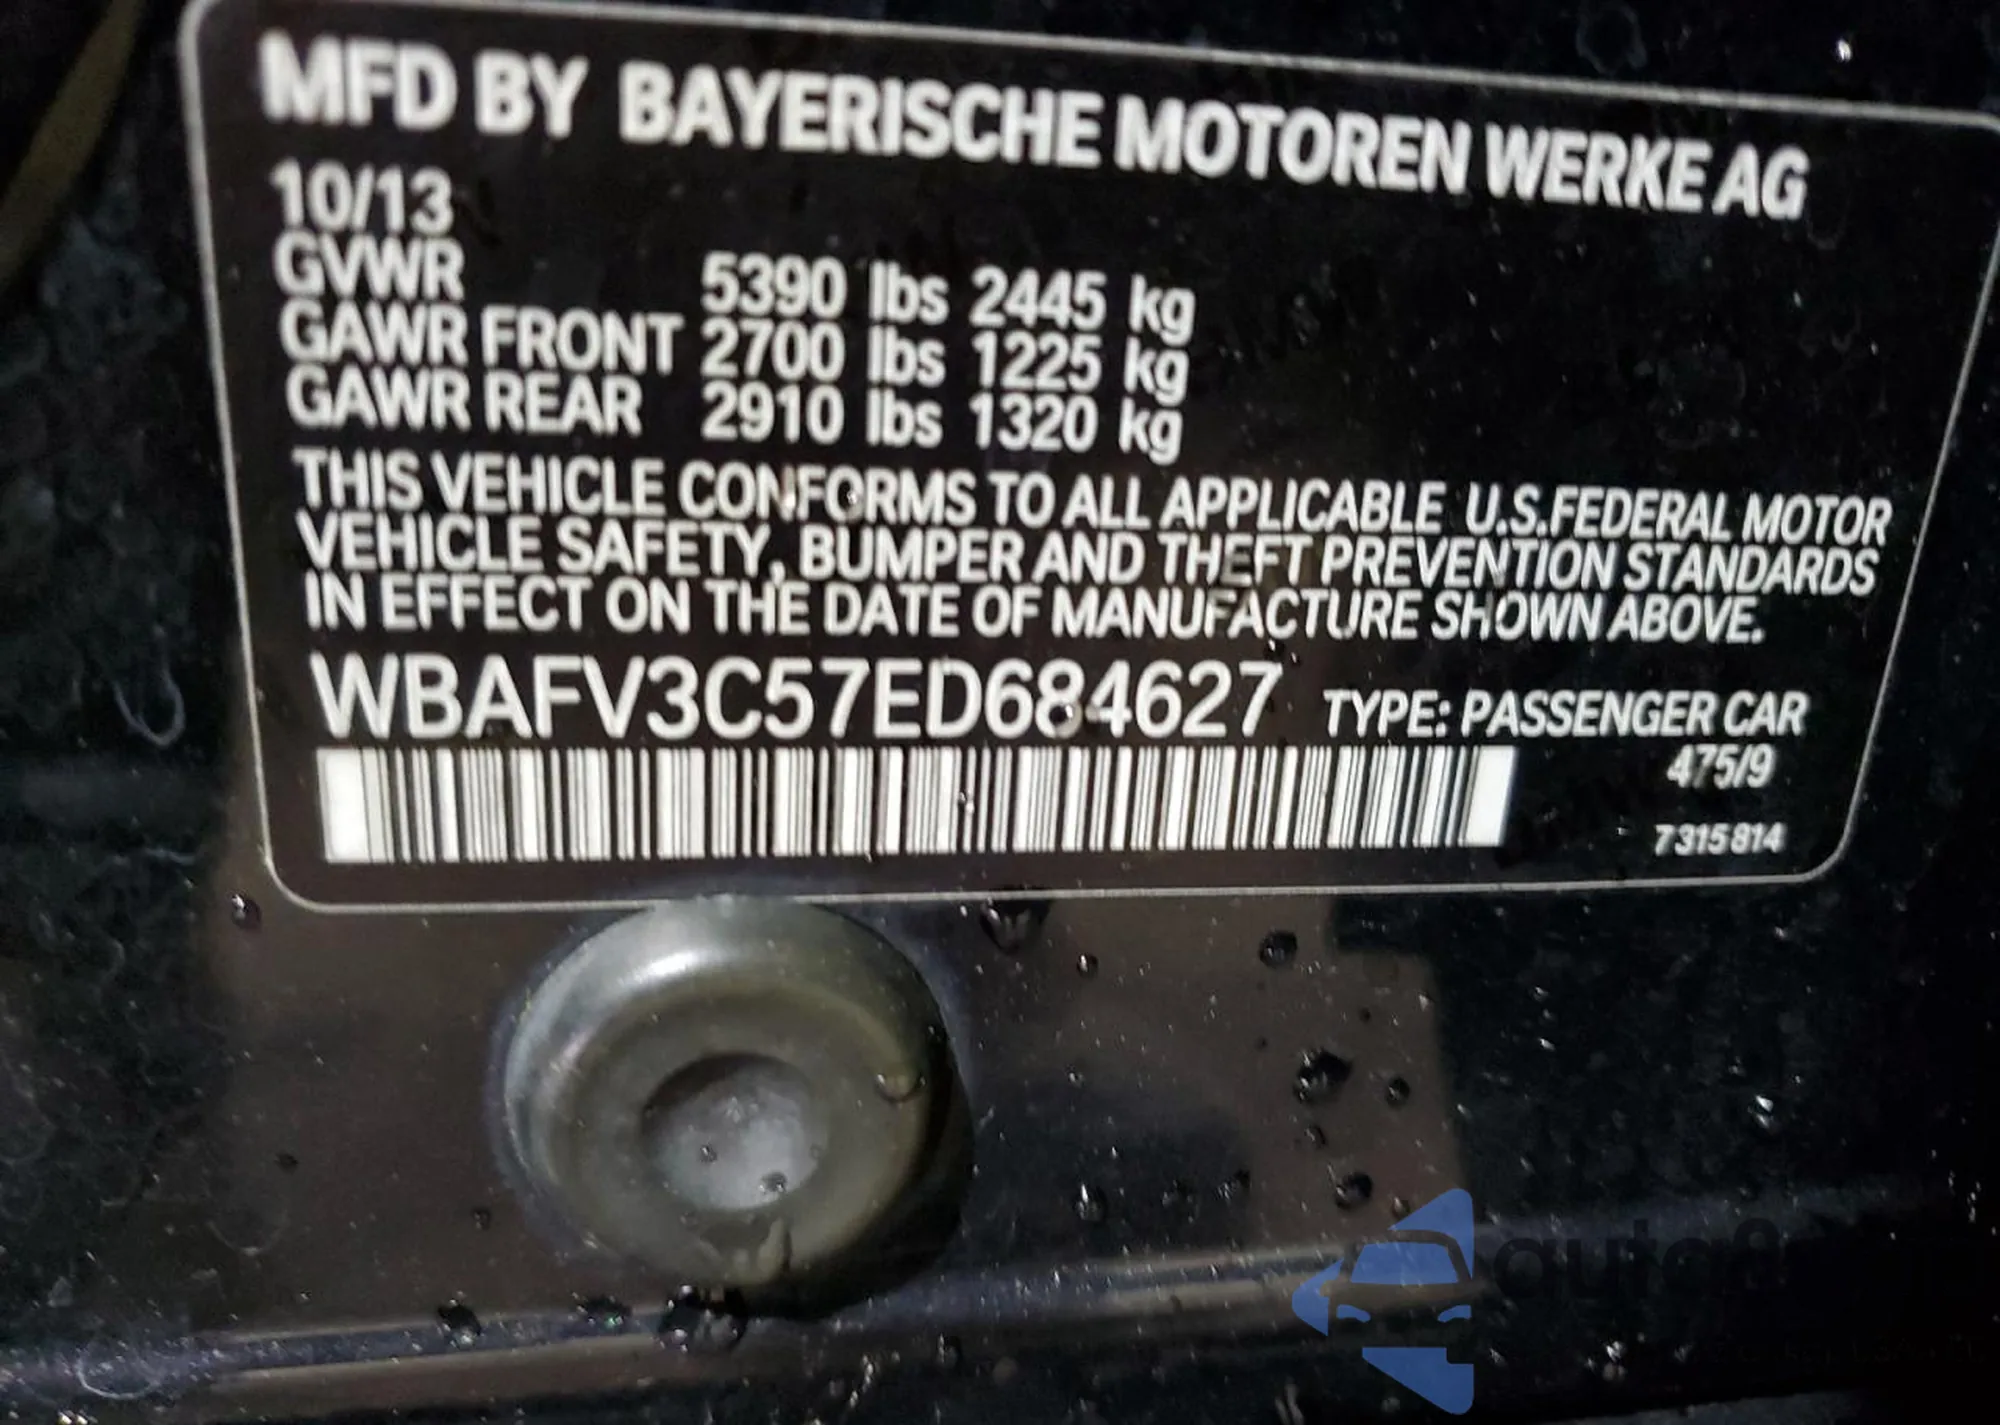 MFD BY BAYERISCHE MOTOREN WERKE AG
10/13
GVWR 5390 lbs 2445 kg
GAWR FRONT 2700 lbs 1225 kg
GAWR REAR 2910 lbs 1320 kg
THIS VEHICLE CONFORMS TO ALL APPLICABLE U.S.FEDERAL MOTOR
VEHICLE SAFETY, BUMPER AND THEFT PREVENTION STANDARDS
IN EFFECT ON THE DATE OF MANUFACTURE SHOWN ABOVE.
WBAFV3C57ED684627 TYPE: PASSENGER CAR
475/9
7315814